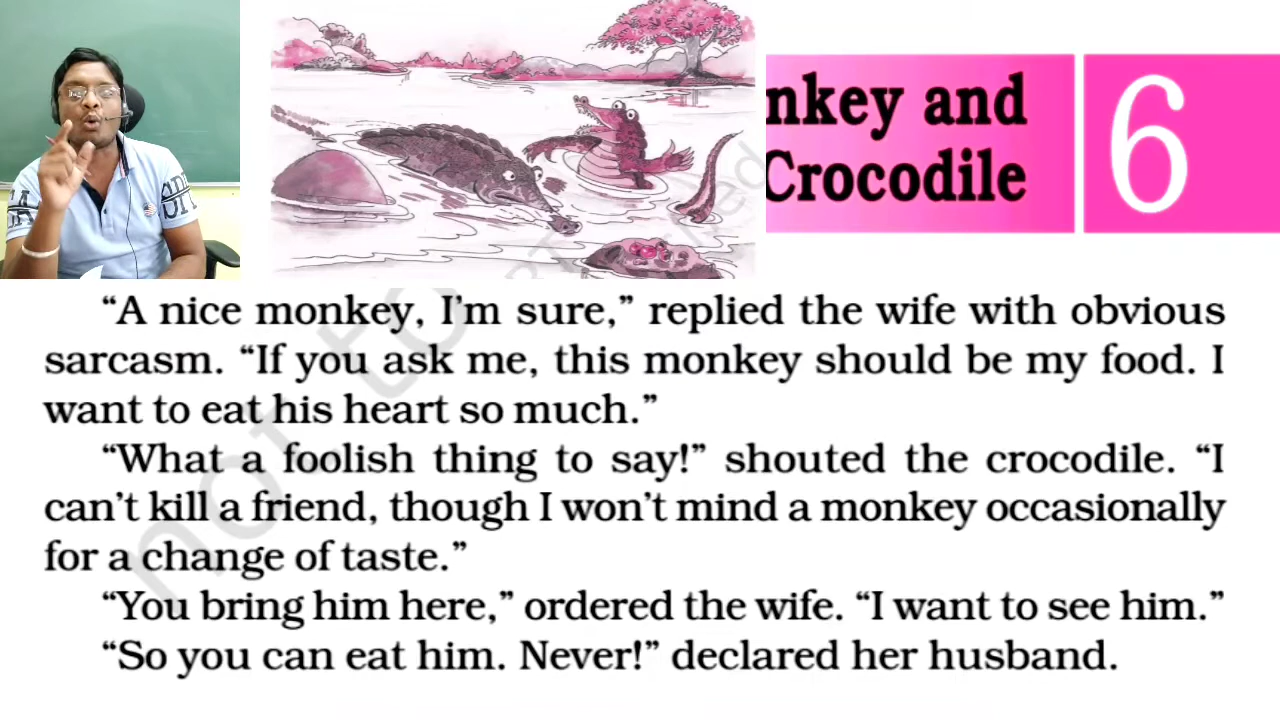 nkey and
Crocodile
6
“A nice monkey, I’m sure,” replied the wife with obvious
sarcasm. “If you ask me, this monkey should be my food. I
want to eat his heart so much.”
“What a foolish thing to say!” shouted the crocodile. “I
can’t kill a friend, though I won’t mind a monkey occasionally
for a change of taste.”
“You bring him here,” ordered the wife. “I want to see him.”
“So you can eat him. Never!” declared her husband.
not to